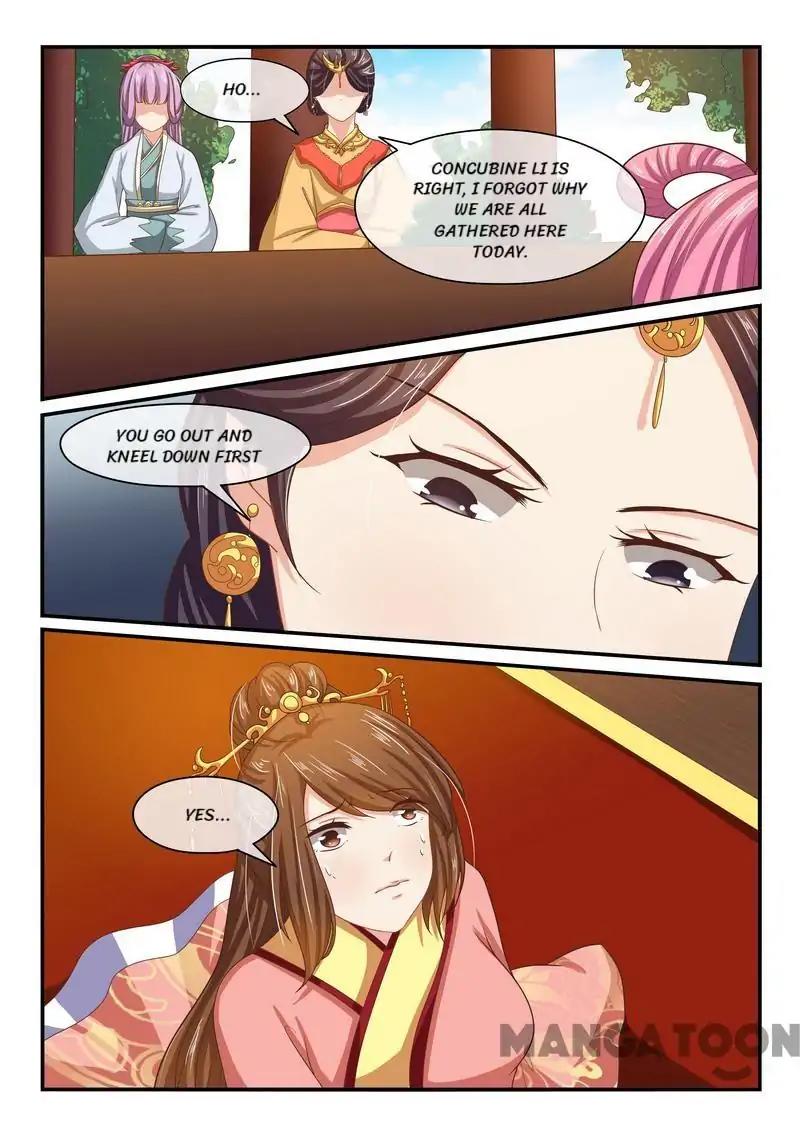 HO...
CONCUBINE LI IS
RIGHT, I FORGOT WHY
WE ARE ALL
GATHERED HERE
TODAY.
YOU GO OUT AND
KNEEL DOWN FIRST
YES...
MANGATOON